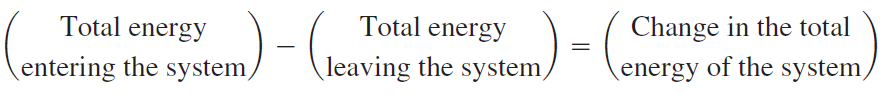 (Total energy entering the system) − (Total energy leaving the system) = (Change in the total energy of the system)